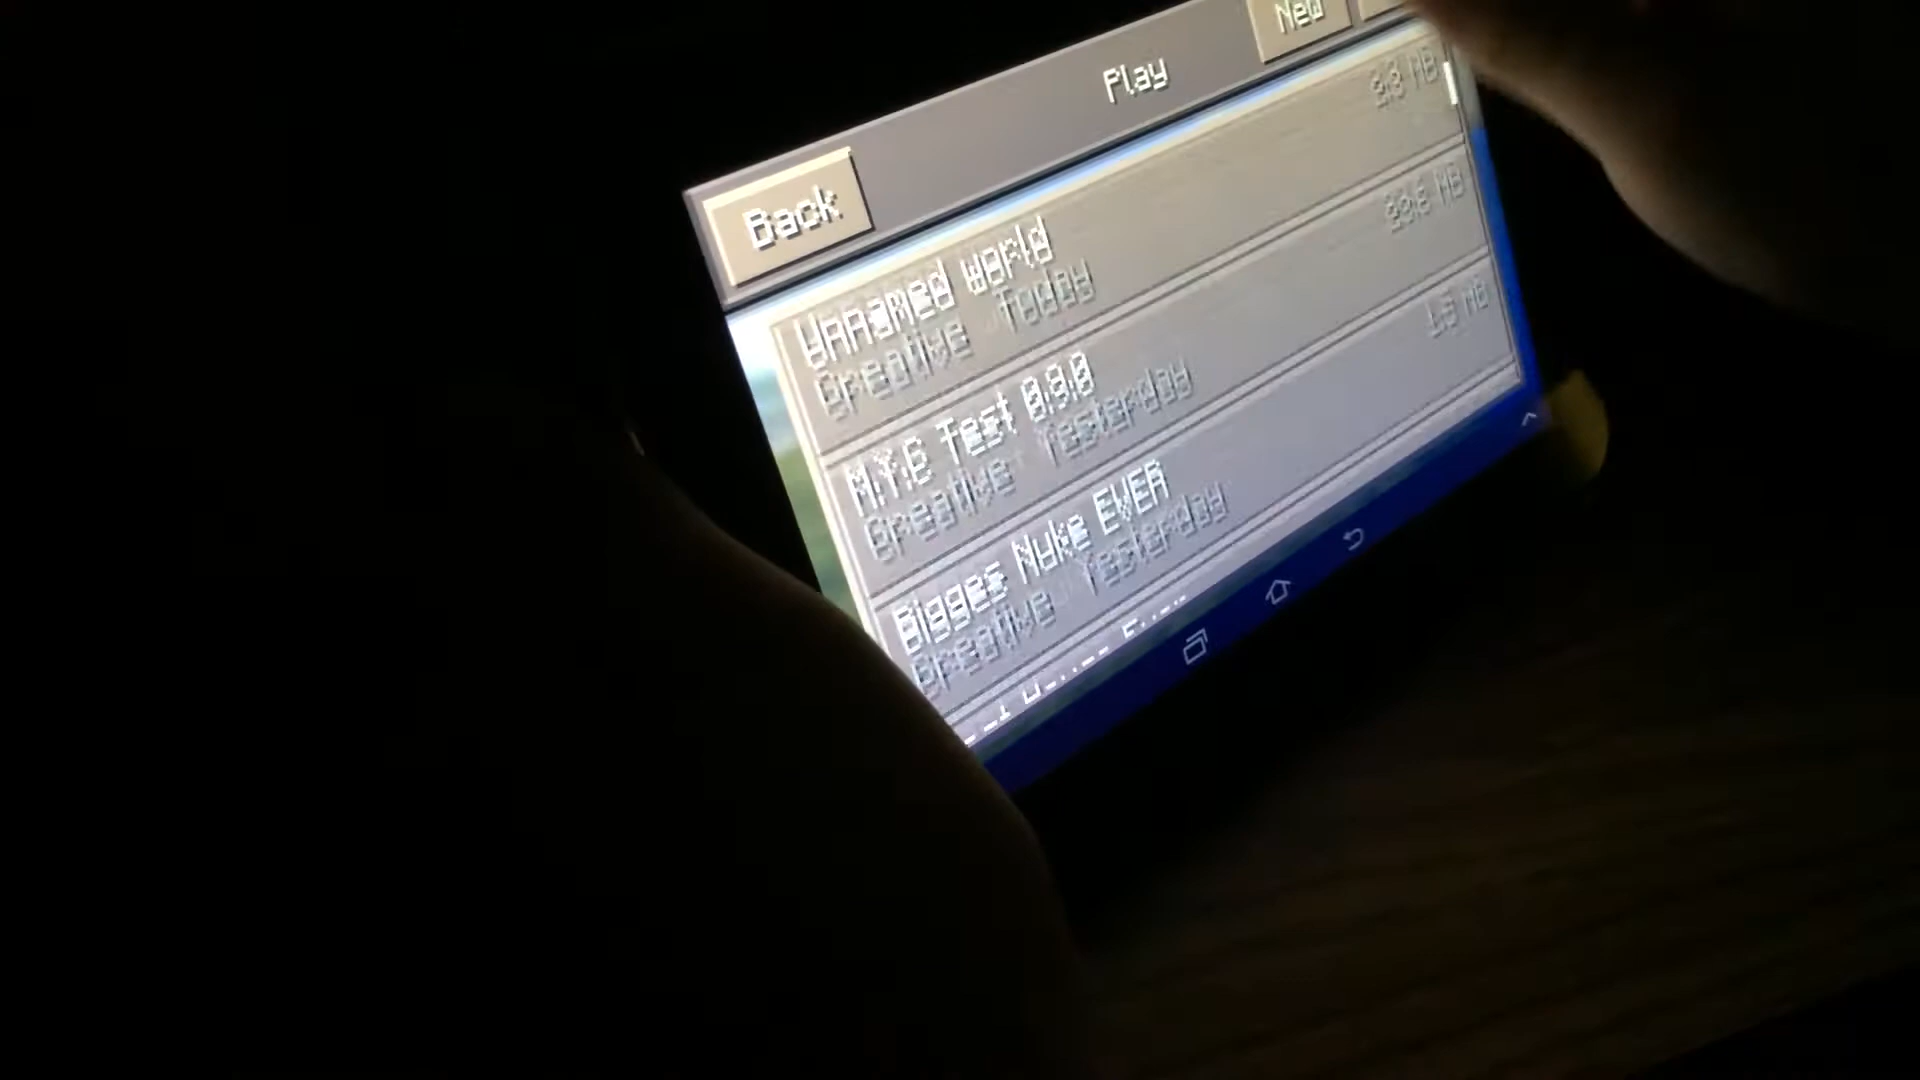 New
Play
Back
Unnamed world
Creative Today
Test 0.9.0
Creative Yesterday
Bigges Nuke EVER
Creative Yesterday